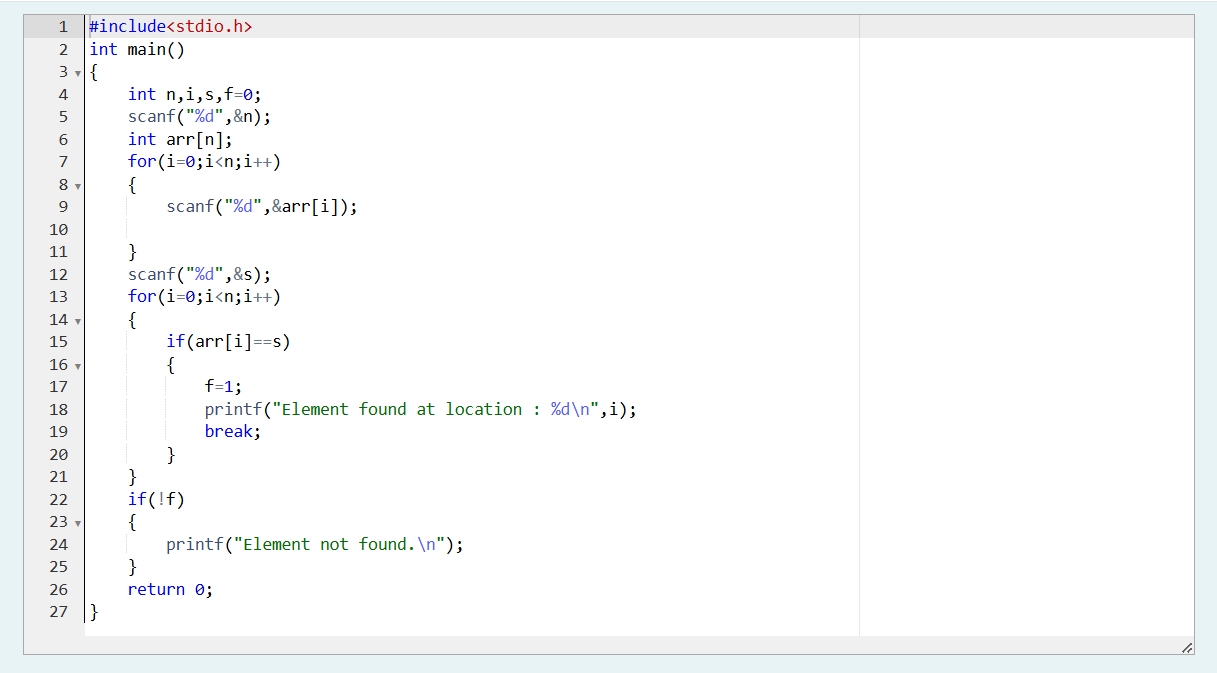 1 #include<stdio.h>
2 int main()
3 {
4     int n,i,s,f=0;
5     scanf("%d",&n);
6     int arr[n];
7     for(i=0;i<n;i++)
8     {
9         scanf("%d",&arr[i]);
10
11     }
12     scanf("%d",&s);
13     for(i=0;i<n;i++)
14     {
15         if(arr[i]==s)
16         {
17             f=1;
18             printf("Element found at location : %d\n",i);
19             break;
20         }
21     }
22     if(!f)
23     {
24         printf("Element not found.\n");
25     }
26     return 0;
27 }